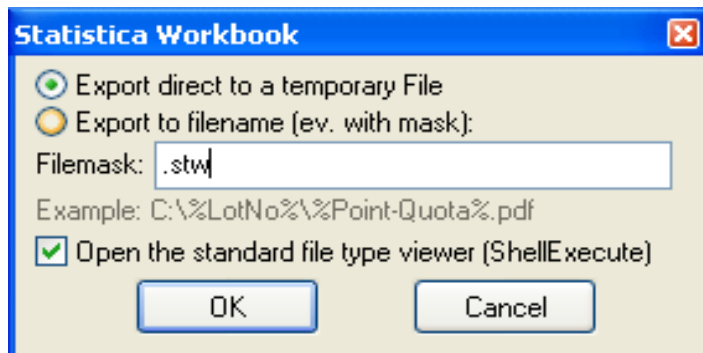 Statistica Workbook
Export direct to a temporary File
Export to filename (ev. with mask):
Filemask: .stw
Example: C:\%LotNo%\%Point-Quota%.pdf
Open the standard file type viewer (ShellExecute)
OK Cancel